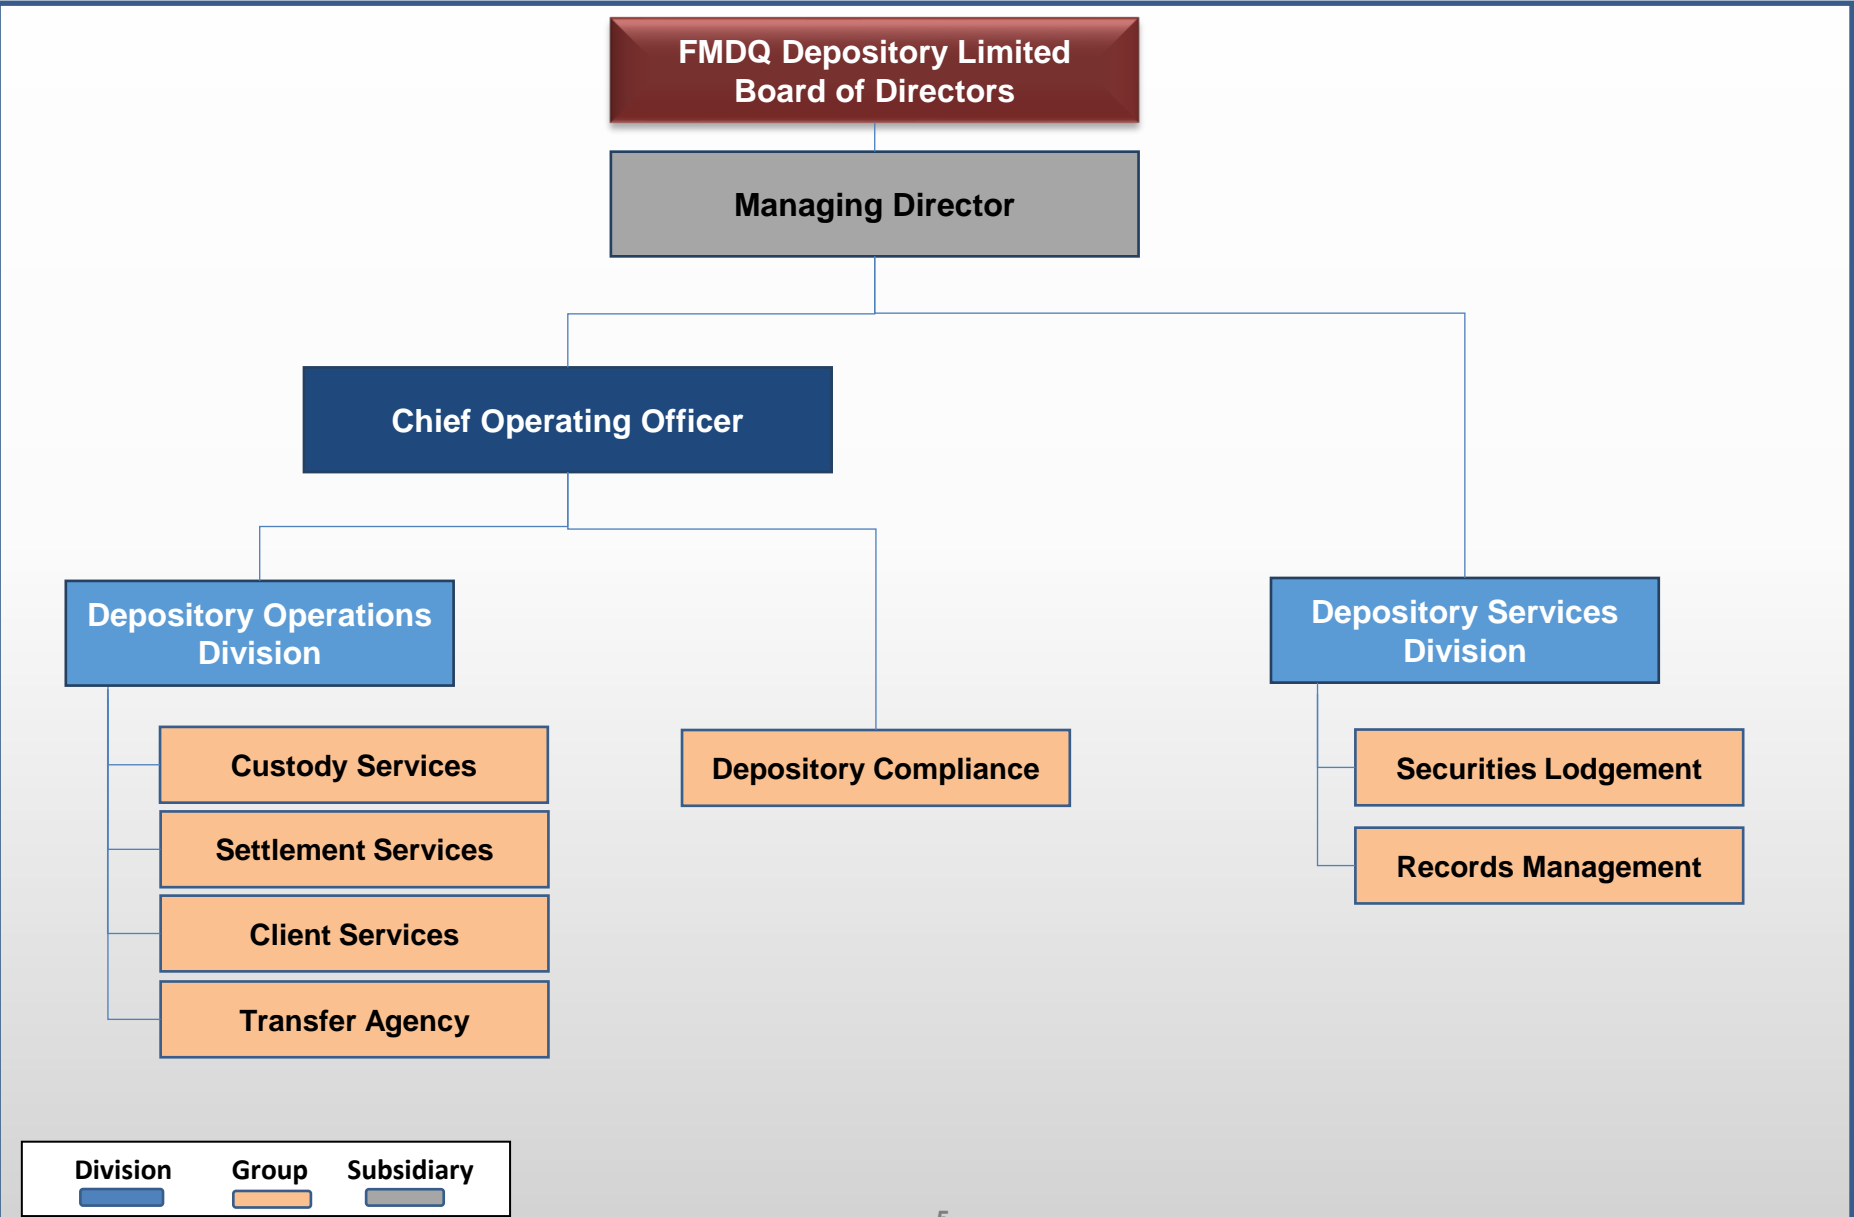 FMDQ Depository Limited
Board of Directors
Managing Director
Chief Operating Officer
Depository Operations
Division
Depository Services
Division
Custody Services
Settlement Services
Client Services
Transfer Agency
Depository Compliance
Securities Lodgement
Records Management
Division Group Subsidiary
5